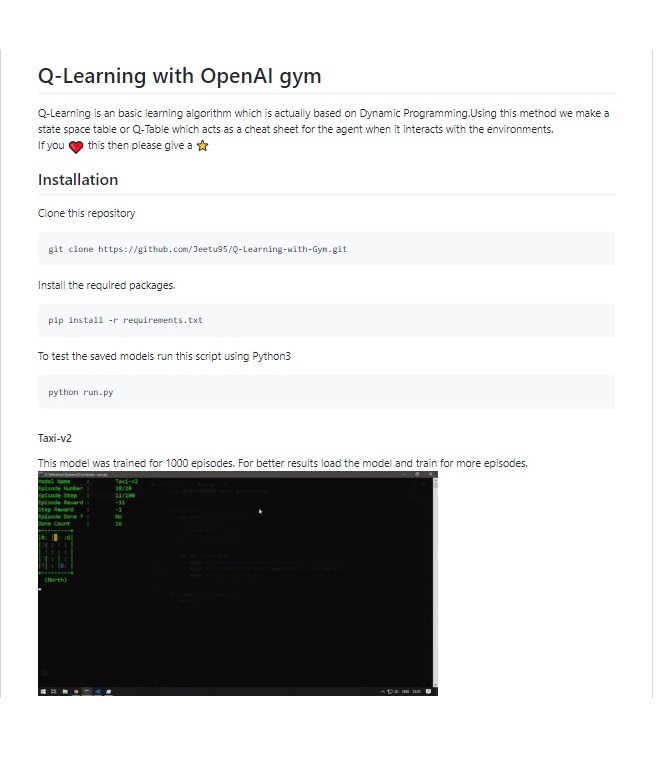 Q-Learning with OpenAI gym
Q-Learning is an basic learning algorithm which is actually based on Dynamic Programming.Using this method we make a
state space table or Q-Table which acts as a cheat sheet for the agent when it interacts with the environments.
If you ❤ this then please give a ⭐
Installation
Clone this repository
git clone https://github.com/Jeetu95/Q-Learning-with-Gym.git
Install the required packages.
pip install -r requirements.txt
To test the saved models run this script using Python3
python run.py
Taxi-v2
This model was trained for 1000 episodes. For better results load the model and train for more episodes.
Model Name : Taxi-v2
Episode Number : 18/20
Episode Step : 11/100
Episode Reward : -11
Step Reward : -1
Episode Done ? : No
Done Count : 16
(North)